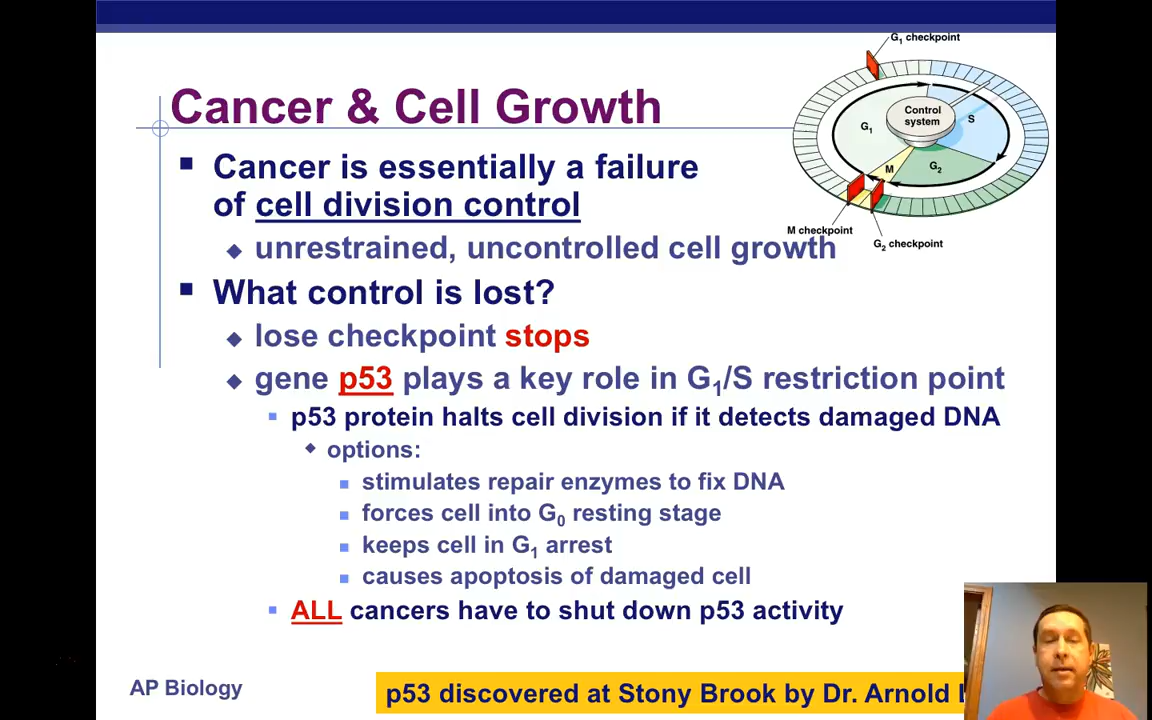 G1 checkpoint
Control
system
S
G1
M
G2
M checkpoint
G2 checkpoint
Cancer & Cell Growth
Cancer is essentially a failure
of cell division control
unrestrained, uncontrolled cell growth
What control is lost?
lose checkpoint stops
gene p53 plays a key role in G1/S restriction point
p53 protein halts cell division if it detects damaged DNA
options:
stimulates repair enzymes to fix DNA
forces cell into G0 resting stage
keeps cell in G1 arrest
causes apoptosis of damaged cell
ALL cancers have to shut down p53 activity
AP Biology
p53 discovered at Stony Brook by Dr. Arnold